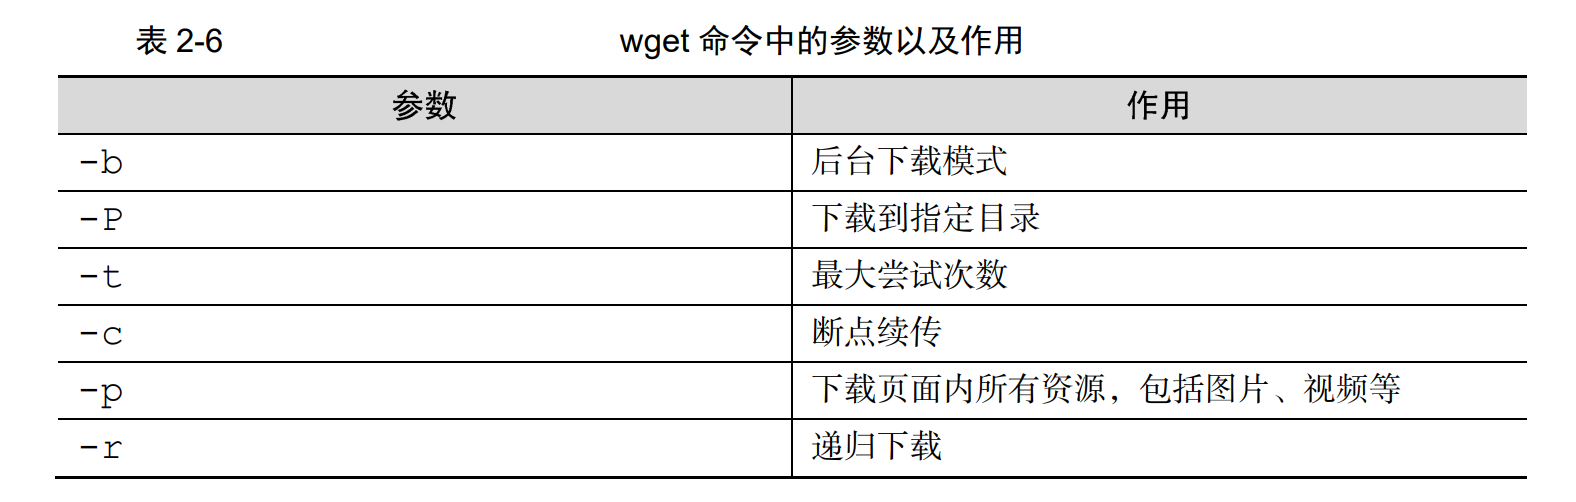 表 2-6 wget 命令中的参数以及作用
参数 作用
-b 后台下载模式
-P 下载到指定目录
-t 最大尝试次数
-c 断点续传
-p 下载页面内所有资源，包括图片、视频等
-r 递归下载